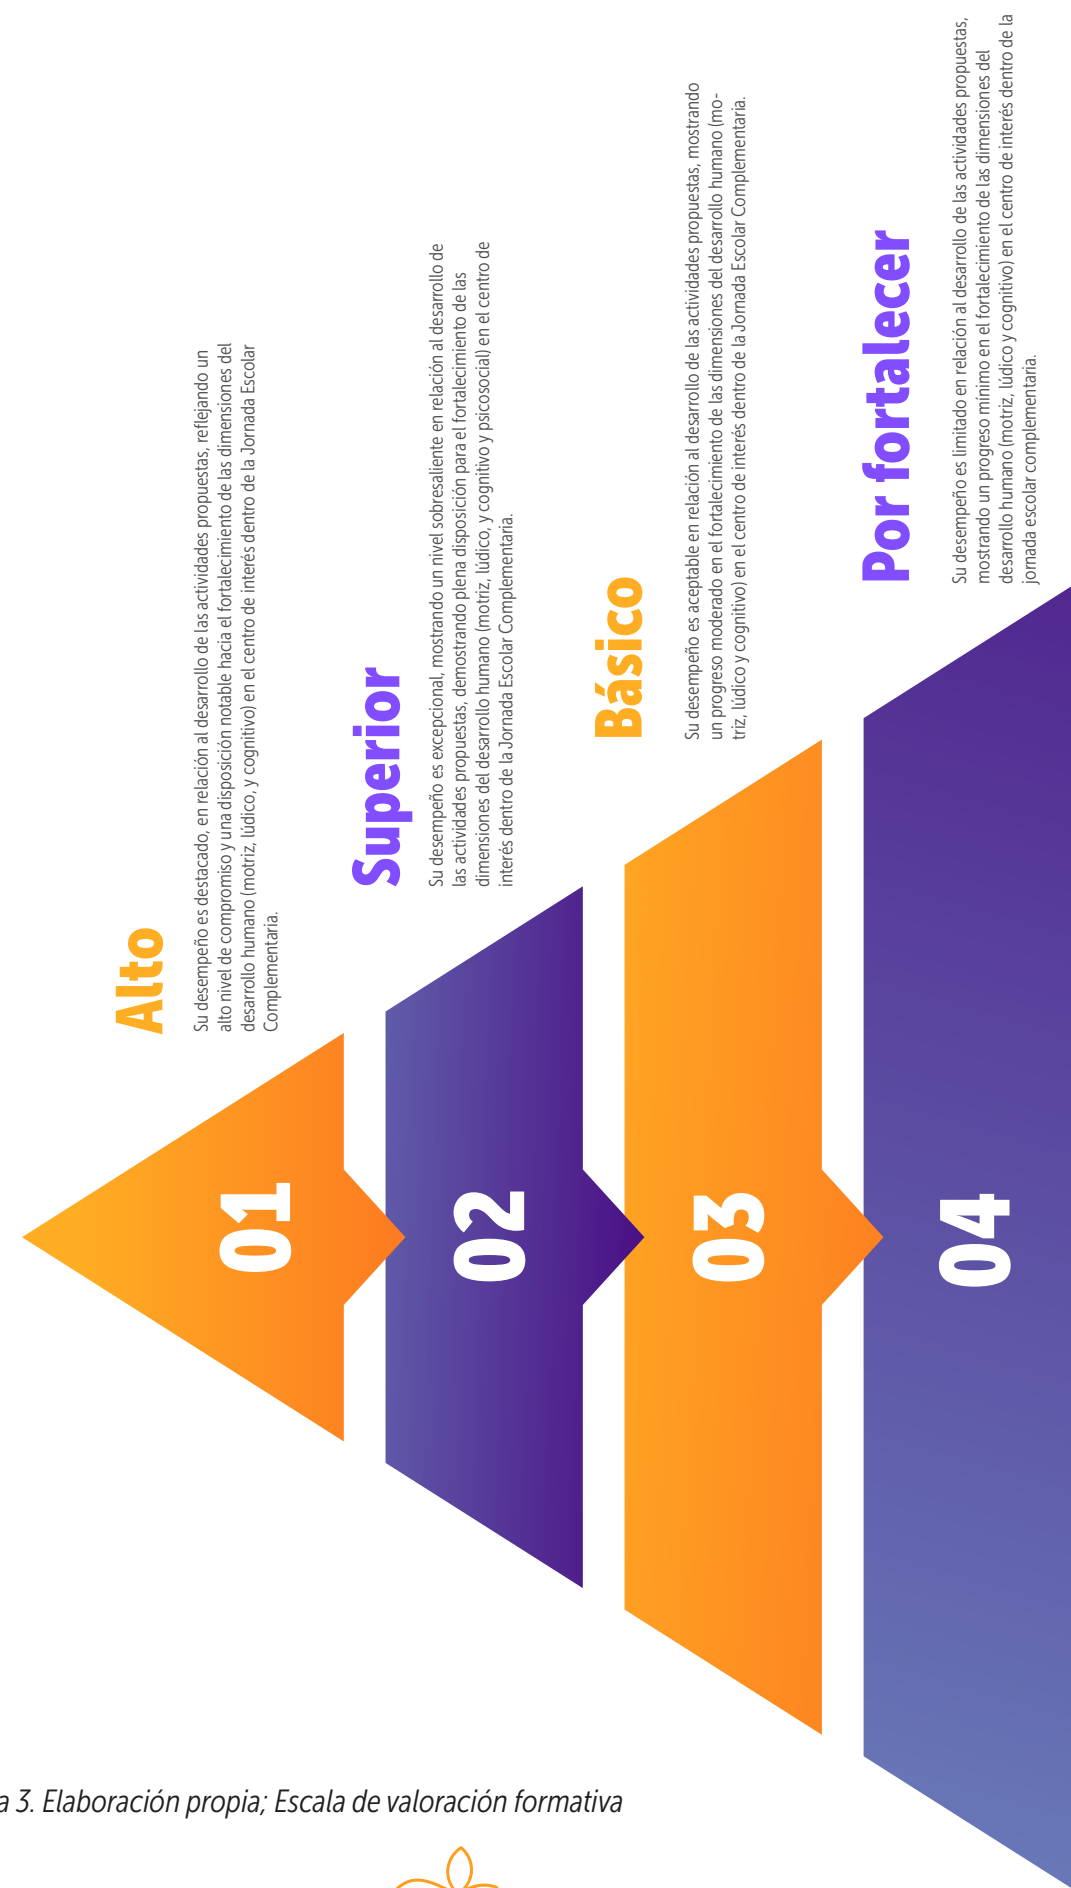 Alto
Su desempeño es destacado, en relación al desarrollo de las actividades propuestas, reflejando un
alto nivel de compromiso y una disposición notable hacia el fortalecimiento de las dimensiones del
desarrollo humano (motriz, lúdico, y cognitivo) en el centro de interés dentro de la Jornada Escolar
Complementaria.
01
Superior
Su desempeño es excepcional, mostrando un nivel sobresaliente en relación al desarrollo de
las actividades propuestas, demostrando plena disposición para el fortalecimiento de las
dimensiones del desarrollo humano (motriz, lúdico, y cognitivo y psicosocial) en el centro de
interés dentro de la Jornada Escolar Complementaria.
02
Básico
Su desempeño es aceptable en relación al desarrollo de las actividades propuestas, mostrando
un progreso moderado en el fortalecimiento de las dimensiones del desarrollo humano (mo-
triz, lúdico y cognitivo) en el centro de interés dentro de la Jornada Escolar Complementaria.
03
Por fortalecer
Su desempeño es limitado en relación al desarrollo de las actividades propuestas,
mostrando un progreso mínimo en el fortalecimiento de las dimensiones del
desarrollo humano (motriz, lúdico y cognitivo) en el centro de interés dentro de la
jornada escolar complementaria.
04
a 3. Elaboración propia; Escala de valoración formativa